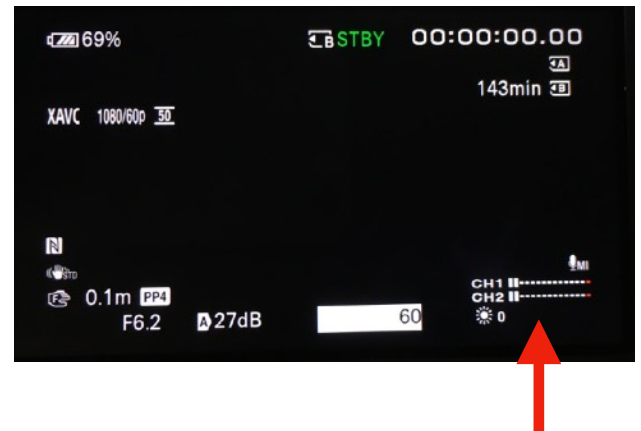 69%
B STBY 00:00:00.00
A
143min B
XAVC 1080/60p 50
N
STD
MI
CH1
F 0.1m PP4
CH2
F6.2 A 27dB 60 0